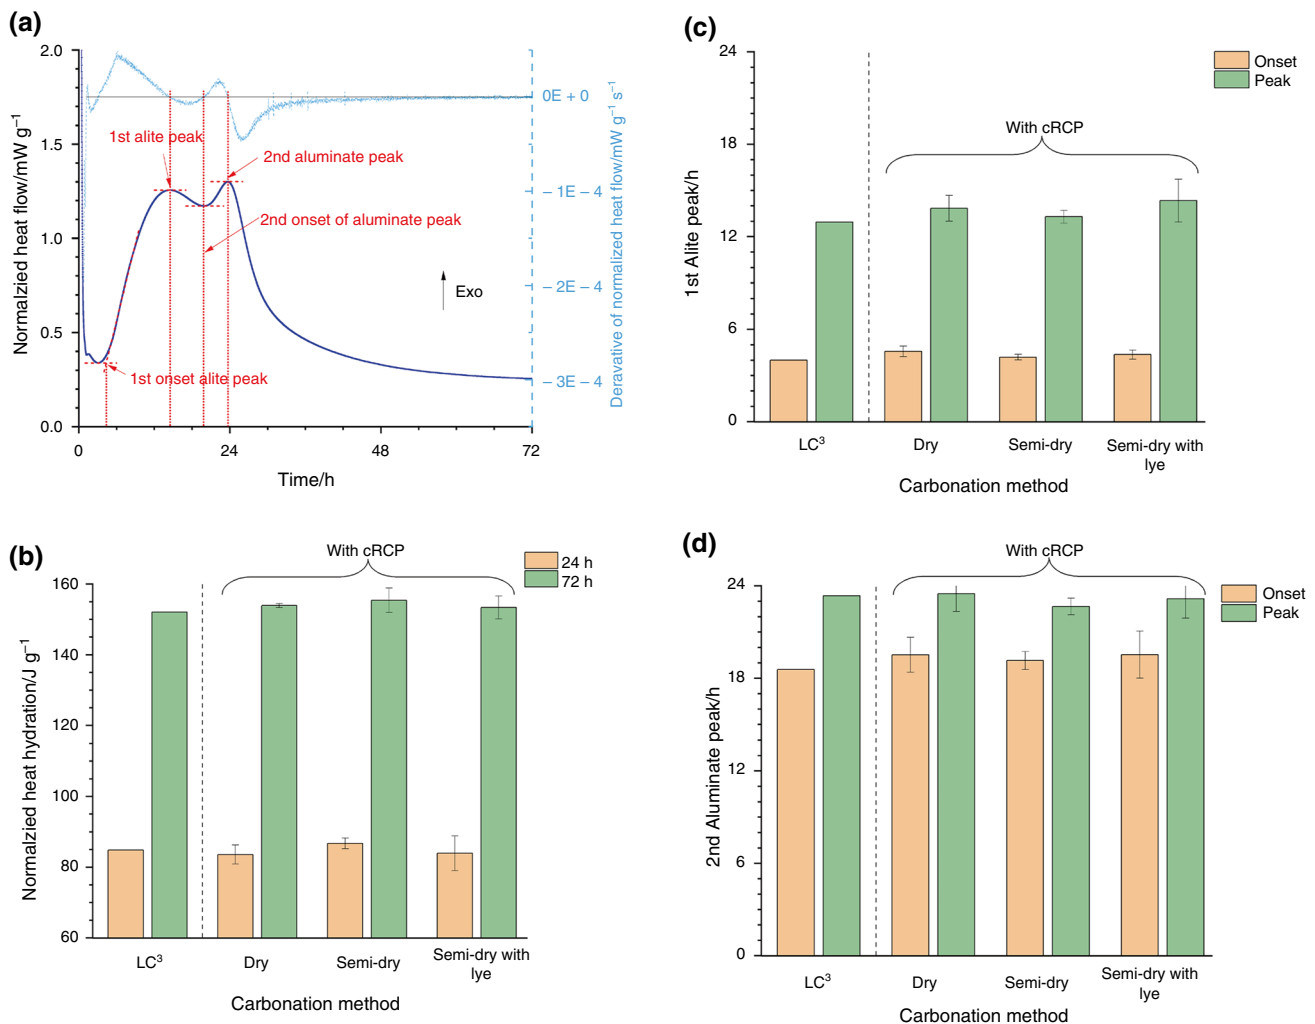 (a)
2.0
1.5
1.0
0.5
0.0
Normalzied heat flow/mW g⁻¹
1st alite peak
2nd aluminate peak
2nd onset of aluminate peak
Exo
1st onset alite peak
0E + 0
– 1E – 4
– 2E – 4
– 3E – 4
Deravative of normalized heat flow/mW g⁻¹ s⁻¹
0
24
48
72
Time/h
(b)
With cRCP
24 h
72 h
160
140
120
100
80
60
Normalzied heat hydration/J g⁻¹
LC³
Dry
Semi-dry
Semi-dry with
lye
Carbonation method
(c)
24
18
12
6
0
1st Alite peak/h
With cRCP
Onset
Peak
LC³
Dry
Semi-dry
Semi-dry with
lye
Carbonation method
(d)
With cRCP
Onset
Peak
24
18
12
6
0
2nd Aluminate peak/h
LC³
Dry
Semi-dry
Semi-dry with
lye
Carbonation method